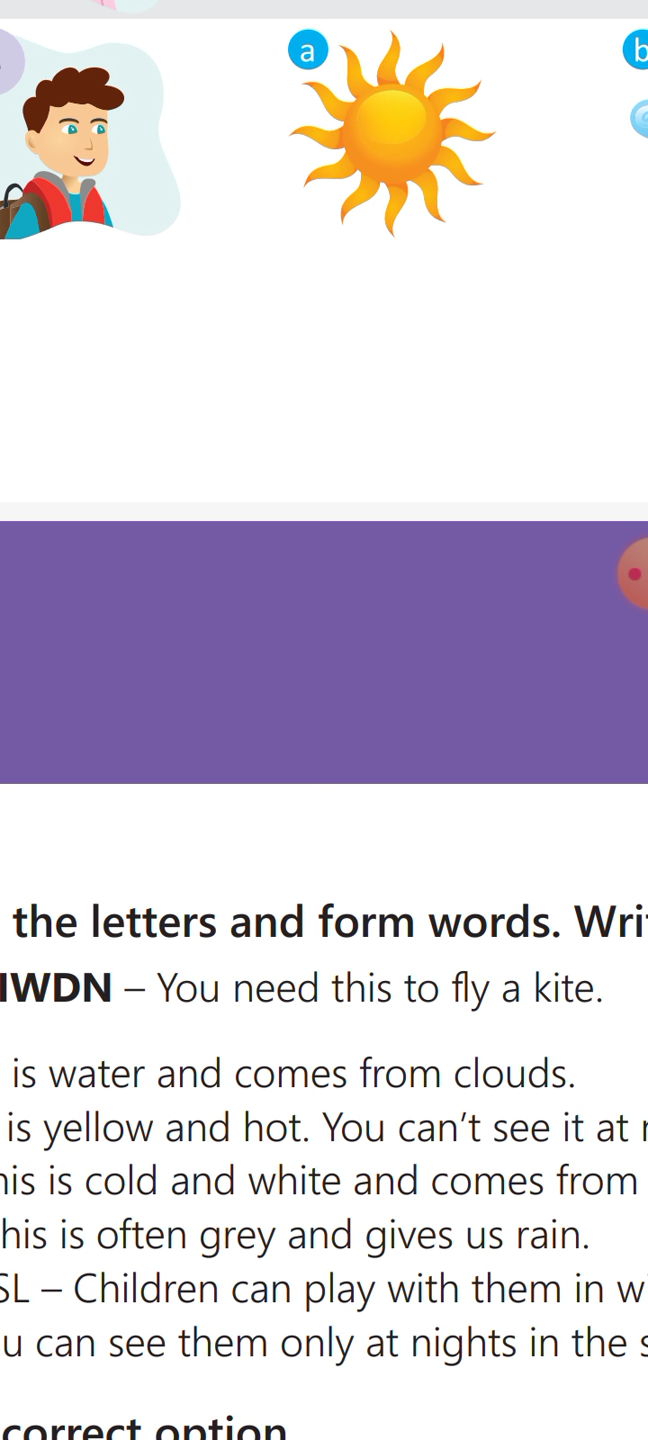 a
b
the letters and form words. Wri
IWDN – You need this to fly a kite.
is water and comes from clouds.
is yellow and hot. You can't see it at
his is cold and white and comes from
his is often grey and gives us rain.
SL – Children can play with them in wi
u can see them only at nights in the s
correct option